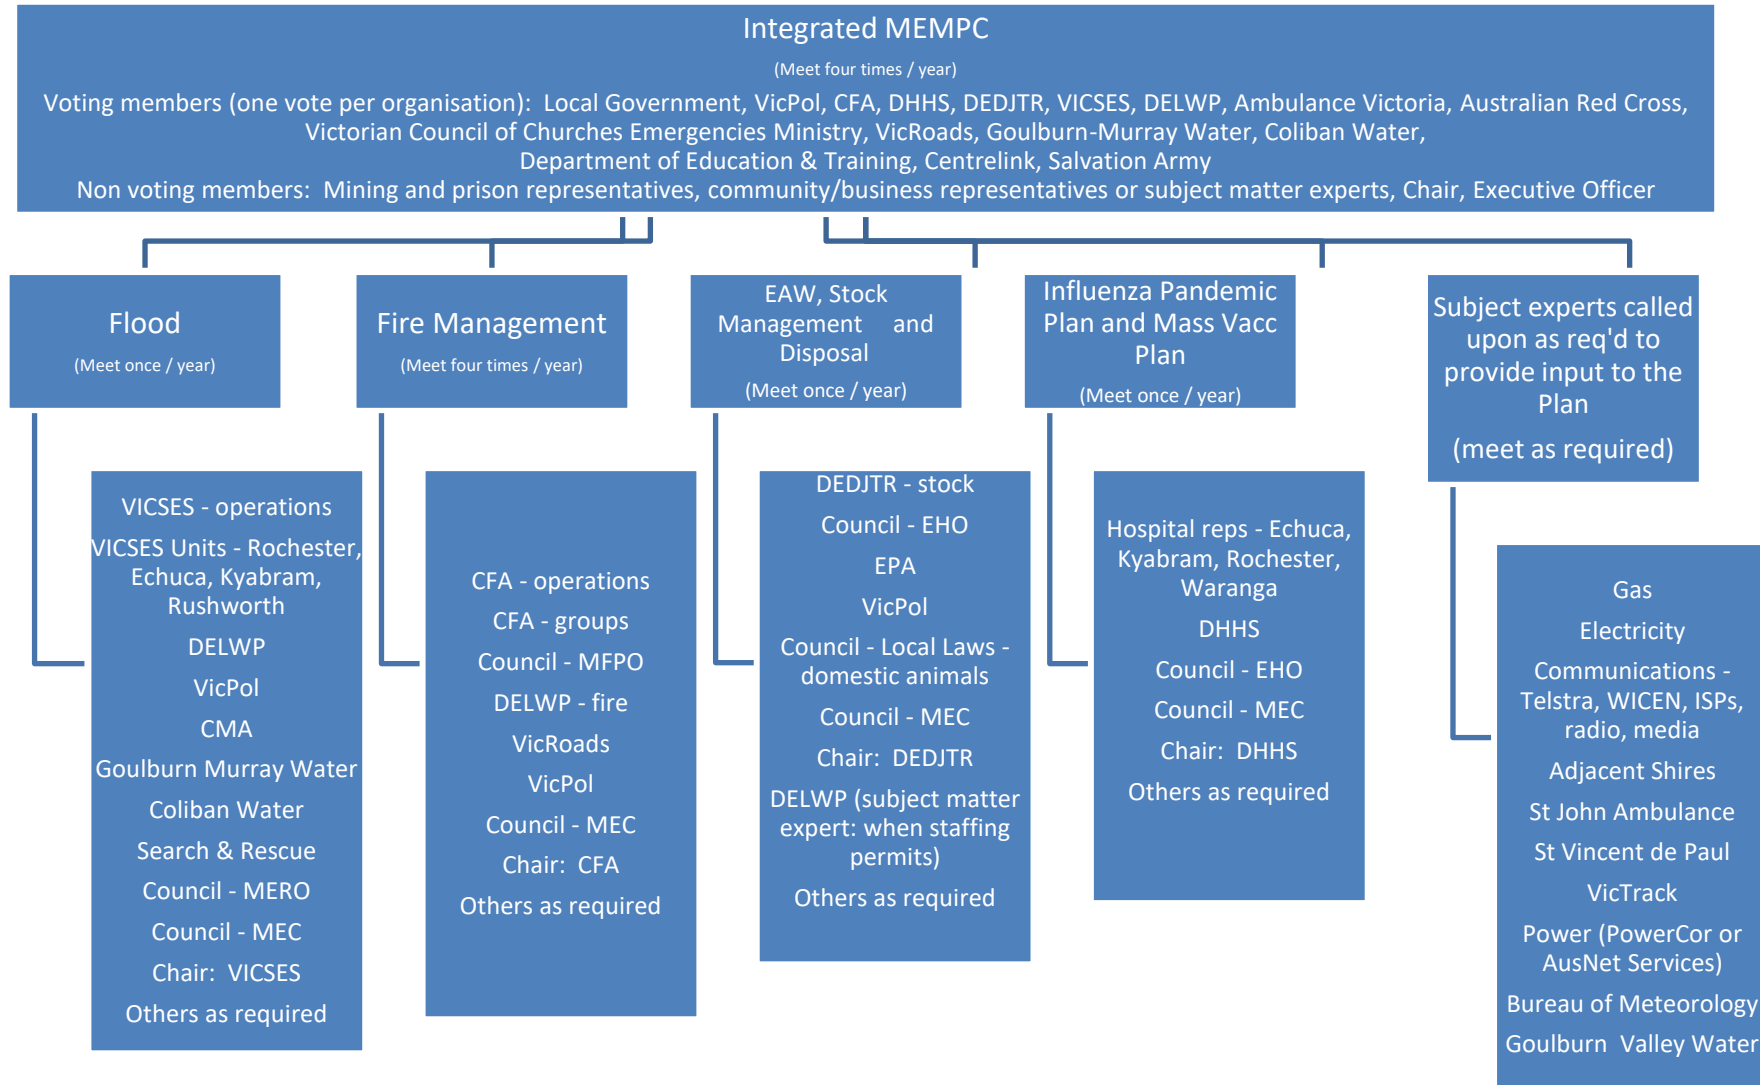 Integrated MEMPC
(Meet four times / year)
Voting members (one vote per organisation): Local Government, VicPol, CFA, DHHS, DEDJTR, VICSES, DELWP, Ambulance Victoria, Australian Red Cross,
Victorian Council of Churches Emergencies Ministry, VicRoads, Goulburn-Murray Water, Coliban Water,
Department of Education & Training, Centrelink, Salvation Army
Non voting members: Mining and prison representatives, community/business representatives or subject matter experts, Chair, Executive Officer
Flood
(Meet once / year)
VICSES - operations
VICSES Units - Rochester,
Echuca, Kyabram,
Rushworth
DELWP
VicPol
CMA
Goulburn Murray Water
Coliban Water
Search & Rescue
Council - MERO
Council - MEC
Chair: VICSES
Others as required
Fire Management
(Meet four times / year)
CFA - operations
CFA - groups
Council - MFPO
DELWP - fire
VicRoads
VicPol
Council - MEC
Chair: CFA
Others as required
EAW, Stock
Management and
Disposal
(Meet once / year)
DEDJTR - stock
Council - EHO
EPA
VicPol
Council - Local Laws -
domestic animals
Council - MEC
Chair: DEDJTR
DELWP (subject matter
expert: when staffing
permits)
Others as required
Influenza Pandemic
Plan and Mass Vacc
Plan
(Meet once / year)
Hospital reps - Echuca,
Kyabram, Rochester,
Waranga
DHHS
Council - EHO
Council - MEC
Chair: DHHS
Others as required
Subject experts called
upon as req'd to
provide input to the
Plan
(meet as required)
Gas
Electricity
Communications -
Telstra, WICEN, ISPs,
radio, media
Adjacent Shires
St John Ambulance
St Vincent de Paul
VicTrack
Power (PowerCor or
AusNet Services)
Bureau of Meteorology
Goulburn Valley Water